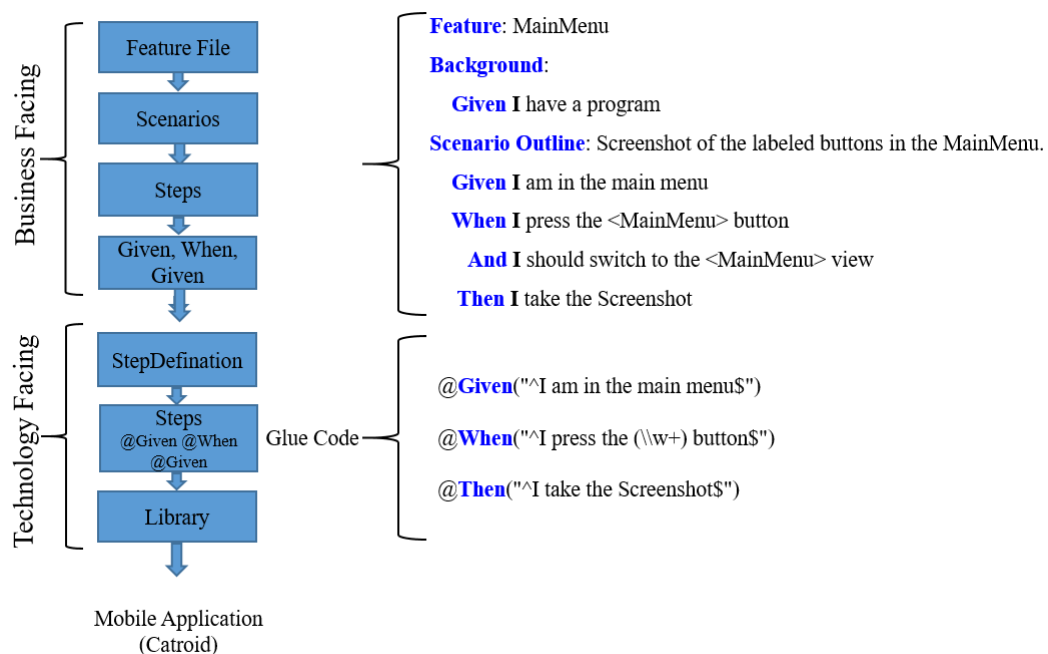 Business Facing
Feature File
Scenarios
Steps
Given, When,
Given
Feature: MainMenu
Background:
Given I have a program
Scenario Outline: Screenshot of the labeled buttons in the MainMenu.
Given I am in the main menu
When I press the <MainMenu> button
And I should switch to the <MainMenu> view
Then I take the Screenshot
Technology Facing
StepDefination
Steps
@Given @When
@Given
Library
Glue Code
@Given("^I am in the main menu$")
@When("^I press the (\\w+) button$")
@Then("^I take the Screenshot$")
Mobile Application
(Catroid)